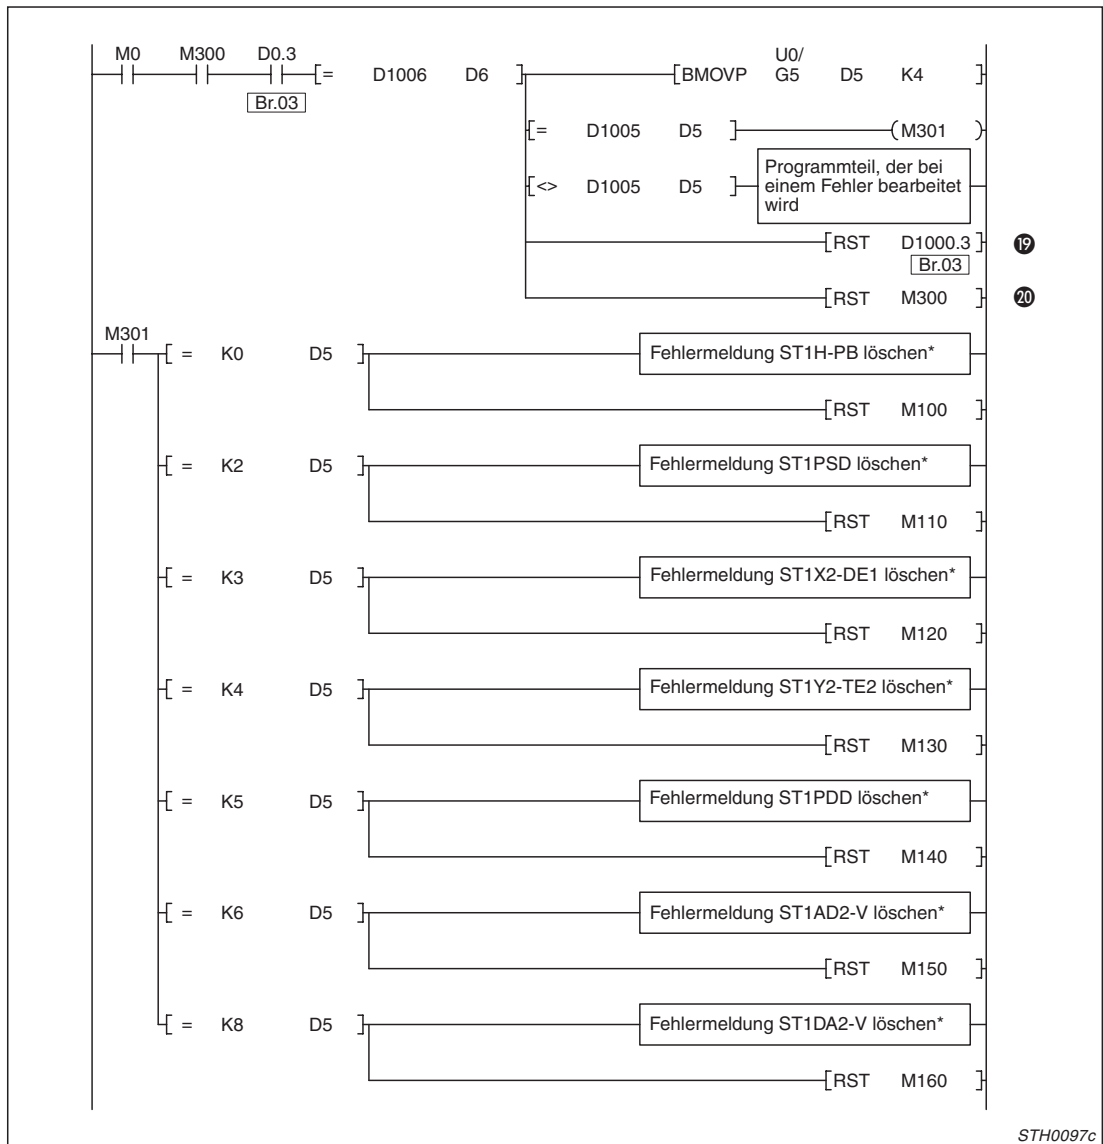 M0 M300 D0.3 U0/
[= D1006 D6 ] [BMOVP G5 D5 K4 ]
Br.03
[= D1005 D5 ] (M301 )
[<> D1005 D5 ] Programmteil, der bei
einem Fehler bearbeitet
wird
[RST D1000.3 ] ⓳
Br.03
[RST M300 ] ⓴
M301
[ = K0 D5 ] Fehlermeldung ST1H-PB löschen*
[RST M100 ]
[ = K2 D5 ] Fehlermeldung ST1PSD löschen*
[RST M110 ]
[ = K3 D5 ] Fehlermeldung ST1X2-DE1 löschen*
[RST M120 ]
[ = K4 D5 ] Fehlermeldung ST1Y2-TE2 löschen*
[RST M130 ]
[ = K5 D5 ] Fehlermeldung ST1PDD löschen*
[RST M140 ]
[ = K6 D5 ] Fehlermeldung ST1AD2-V löschen*
[RST M150 ]
[ = K8 D5 ] Fehlermeldung ST1DA2-V löschen*
[RST M160 ]
STH0097c